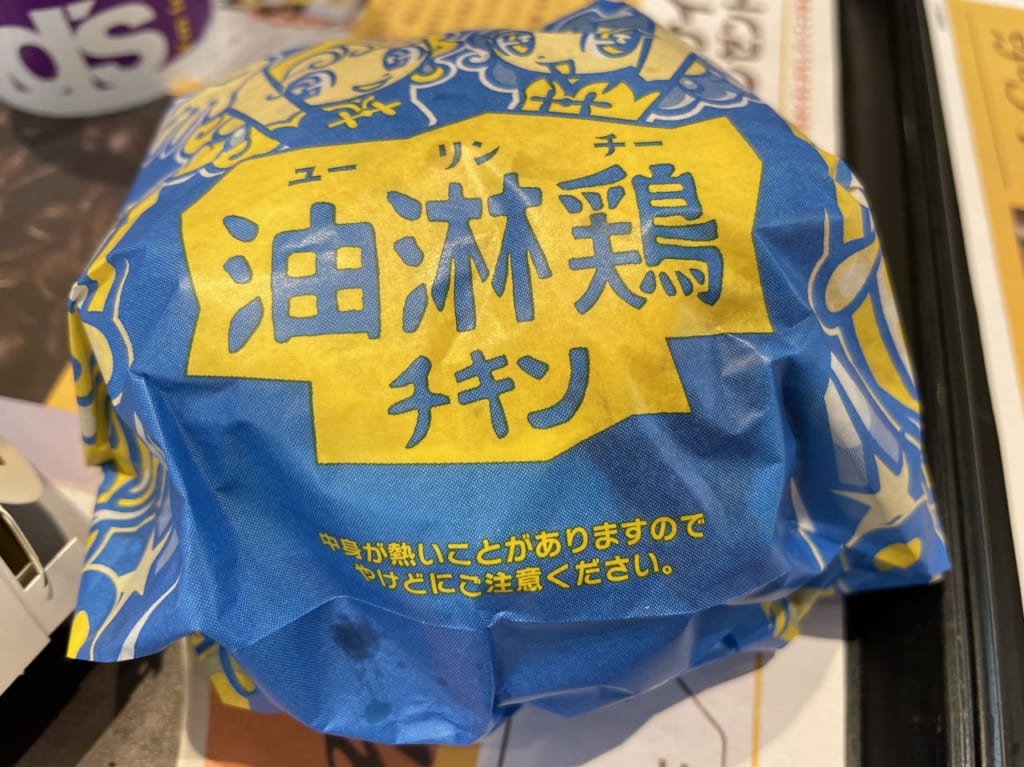 d's
ユー リン チー
油淋鶏
チキン
中身が熱いことがありますので
やけどにご注意ください。